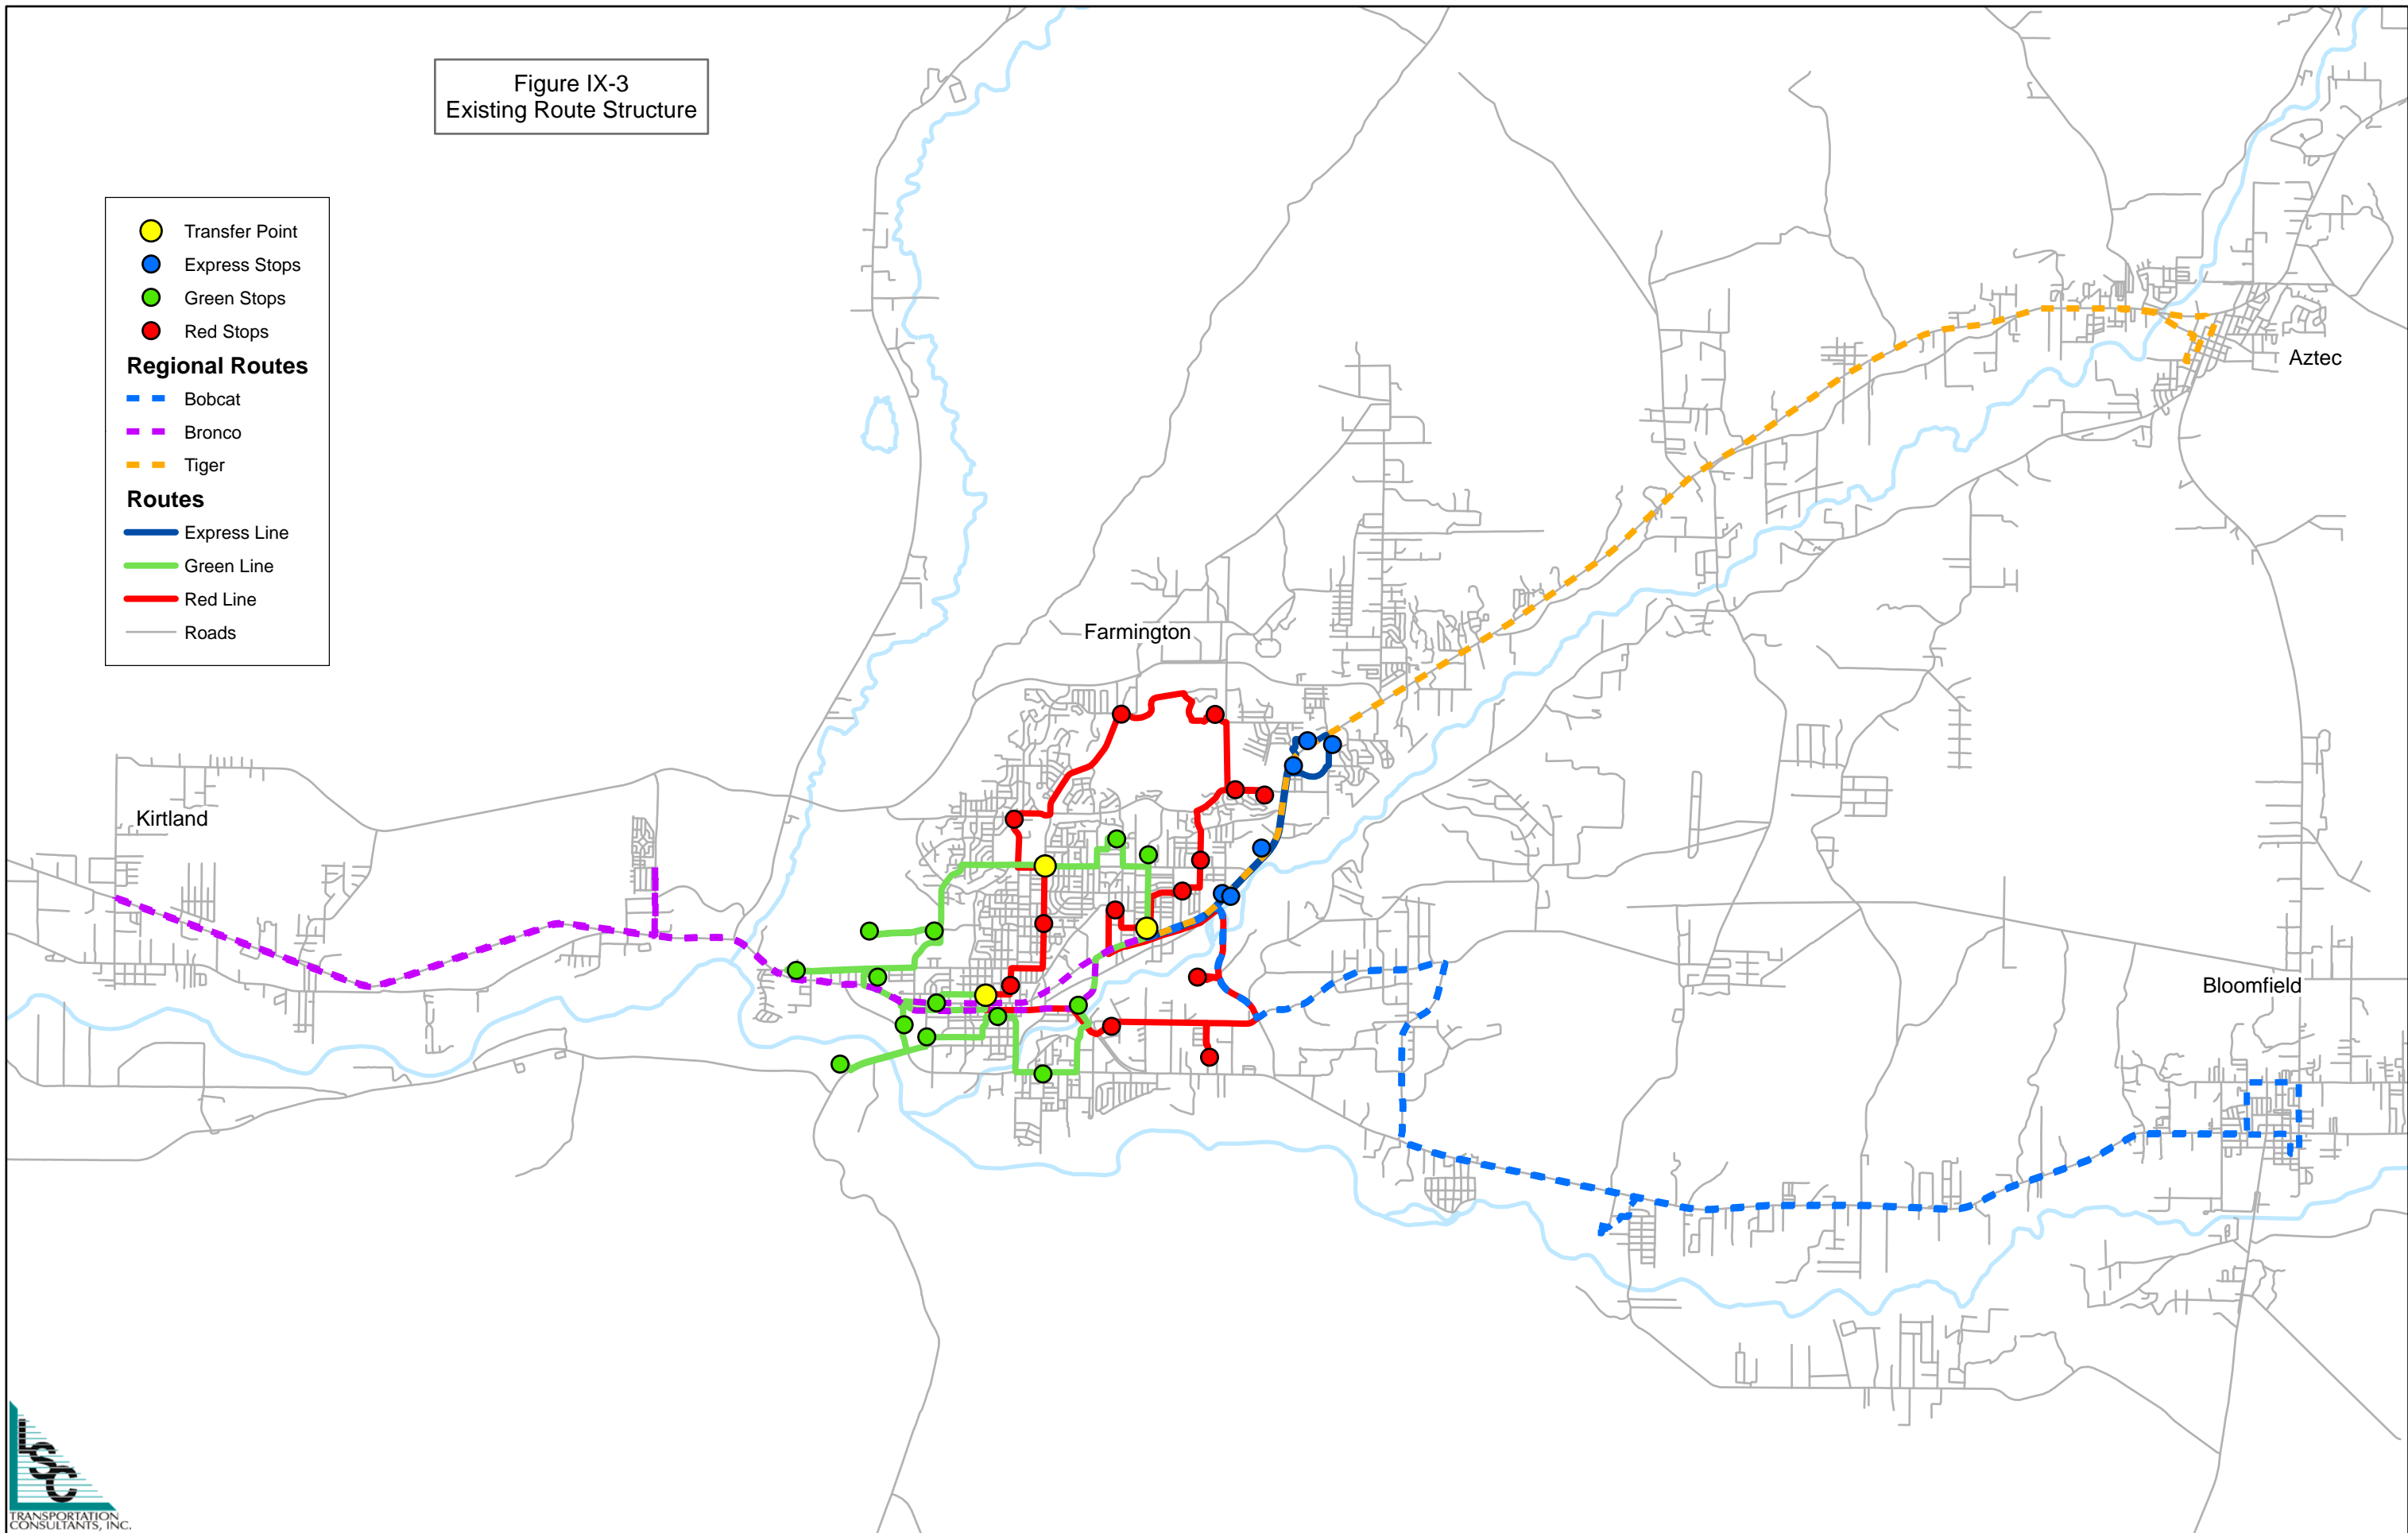 Figure IX-3
Existing Route Structure
Transfer Point
Express Stops
Green Stops
Red Stops
Regional Routes
Bobcat
Bronco
Tiger
Routes
Express Line
Green Line
Red Line
Roads
Aztec
Farmington
Kirtland
Bloomfield
LSC
TRANSPORTATION
CONSULTANTS, INC.